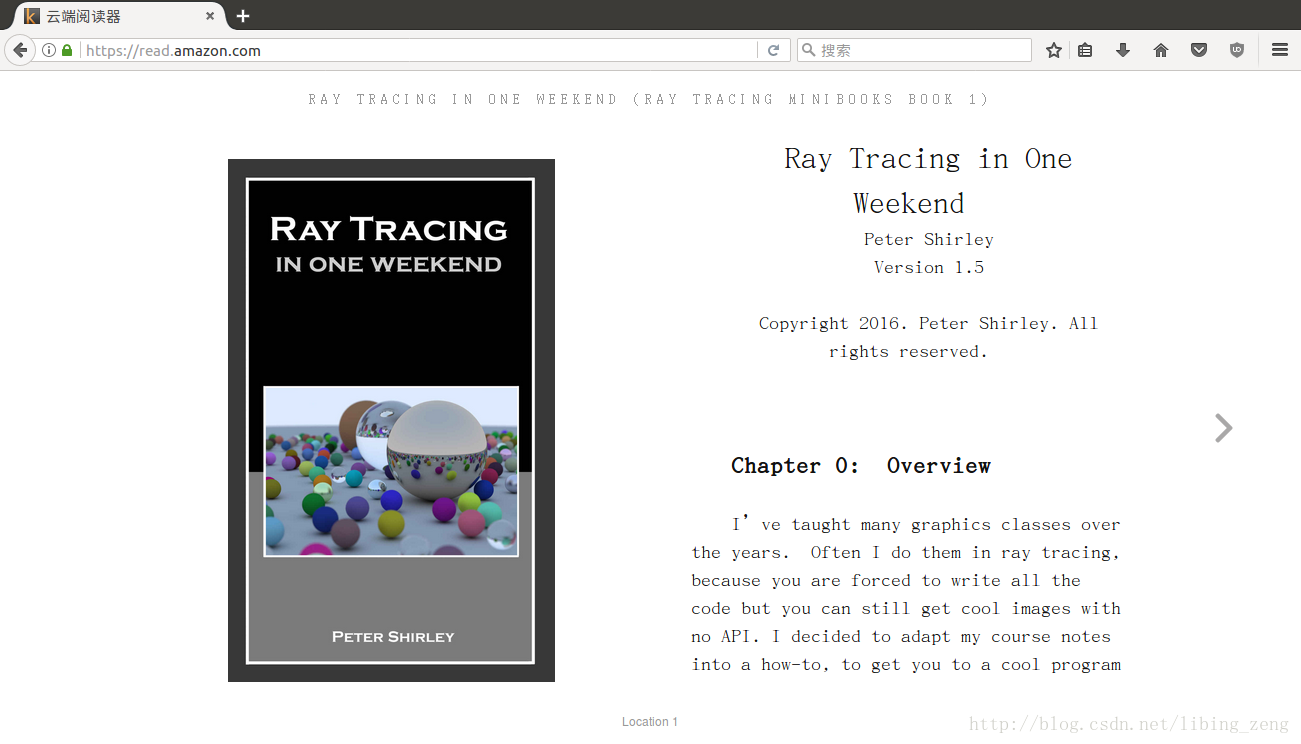 云端阅读器
https://read.amazon.com
搜索
RAY TRACING IN ONE WEEKEND (RAY TRACING MINIBOOKS BOOK 1)
RAY TRACING
IN ONE WEEKEND
PETER SHIRLEY
Ray Tracing in One
Weekend
Peter Shirley
Version 1.5
Copyright 2016. Peter Shirley. All
rights reserved.
Chapter 0:  Overview
I’ve taught many graphics classes over
the years.  Often I do them in ray tracing,
because you are forced to write all the
code but you can still get cool images with
no API. I decided to adapt my course notes
into a how-to, to get you to a cool program
Location 1
http://blog.csdn.net/libing_zeng